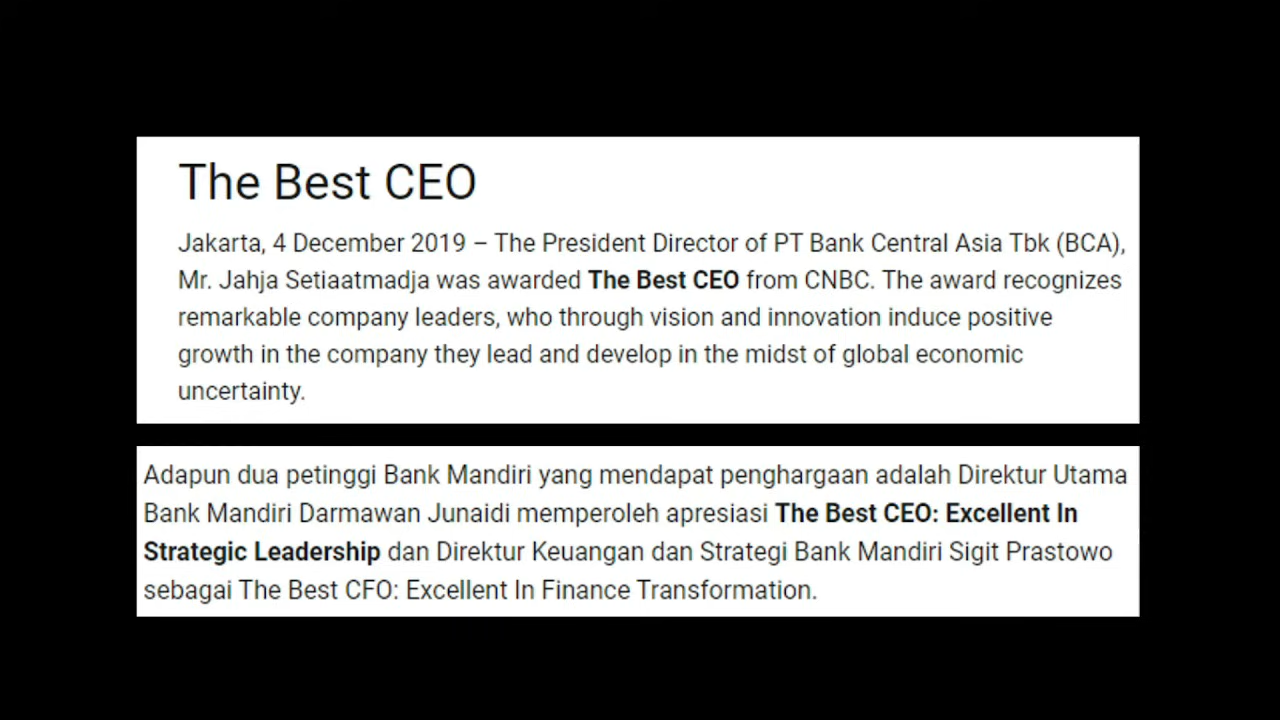 The Best CEO
Jakarta, 4 December 2019 – The President Director of PT Bank Central Asia Tbk (BCA),
Mr. Jahja Setiaatmadja was awarded The Best CEO from CNBC. The award recognizes
remarkable company leaders, who through vision and innovation induce positive
growth in the company they lead and develop in the midst of global economic
uncertainty.
Adapun dua petinggi Bank Mandiri yang mendapat penghargaan adalah Direktur Utama
Bank Mandiri Darmawan Junaidi memperoleh apresiasi The Best CEO: Excellent In
Strategic Leadership dan Direktur Keuangan dan Strategi Bank Mandiri Sigit Prastowo
sebagai The Best CFO: Excellent In Finance Transformation.